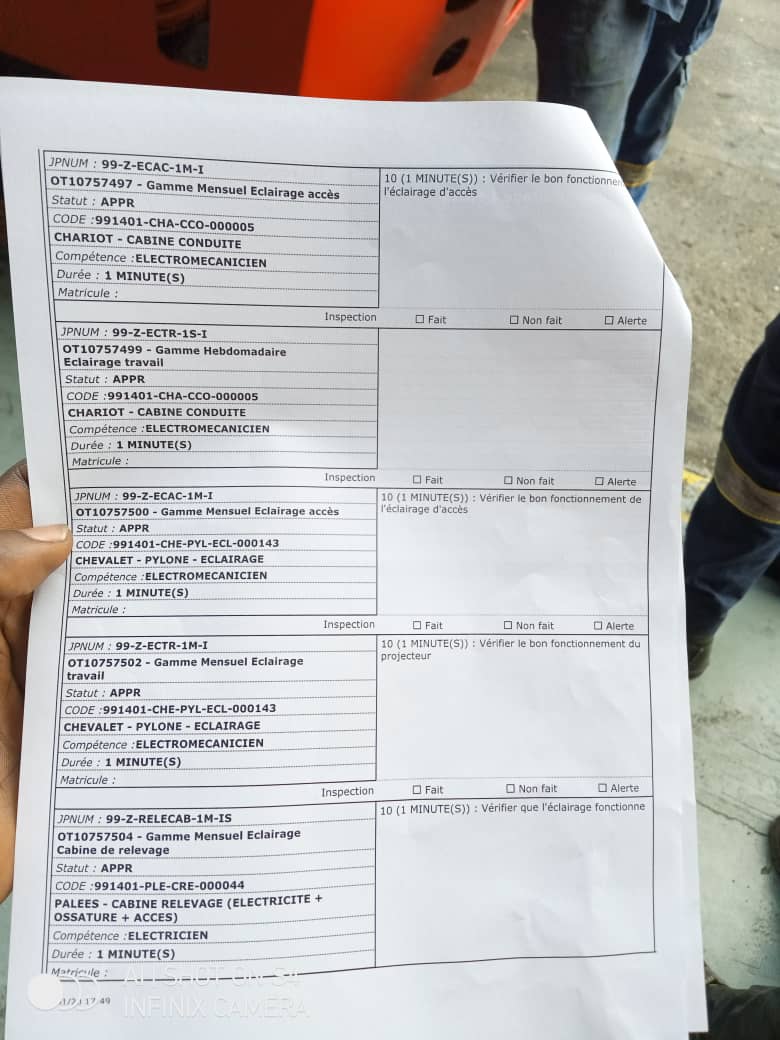 JPNUM : 99-Z-ECAC-1M-I
OT10757497 - Gamme Mensuel Eclairage accès
Statut : APPR
CODE :991401-CHA-CCO-000005
CHARIOT - CABINE CONDUITE
Compétence :ELECTROMECANICIEN
Durée : 1 MINUTE(S)
Matricule :
10 (1 MINUTE(S)) : Vérifier le bon
l'éclairage d'accès
Inspection ☐ Fait ☐ Non fait ☐ Alerte
JPNUM : 99-Z-ECTR-1S-I
OT10757499 - Gamme Hebdomadaire
Eclairage travail
Statut : APPR
CODE :991401-CHA-CCO-000005
CHARIOT - CABINE CONDUITE
Compétence :ELECTROMECANICIEN
Durée : 1 MINUTE(S)
Matricule :
Inspection ☐ Fait ☐ Non fait ☐ Alerte
JPNUM : 99-Z-ECAC-1M-I
OT10757500 - Gamme Mensuel Eclairage accès
Statut : APPR
CODE :991401-CHE-PYL-ECL-000143
CHEVALET - PYLONE - ECLAIRAGE
Compétence :ELECTROMECANICIEN
Durée : 1 MINUTE(S)
Matricule :
10 (1 MINUTE(S)) : Vérifier le bon fonctionnement de
l'éclairage d'accès
Inspection ☐ Fait ☐ Non fait ☐ Alerte
JPNUM : 99-Z-ECTR-1M-I
OT10757502 - Gamme Mensuel Eclairage
travail
Statut : APPR
CODE :991401-CHE-PYL-ECL-000143
CHEVALET - PYLONE - ECLAIRAGE
Compétence :ELECTROMECANICIEN
Durée : 1 MINUTE(S)
Matricule :
10 (1 MINUTE(S)) : Vérifier le bon fonctionnement du
projecteur
Inspection ☐ Fait ☐ Non fait ☐ Alerte
JPNUM : 99-Z-RELECAB-1M-IS
OT10757504 - Gamme Mensuel Eclairage
Cabine de relevage
Statut : APPR
CODE :991401-PLE-CRE-000044
PALEES - CABINE RELEVAGE (ELECTRICITE +
OSSATURE + ACCES)
Compétence :ELECTRICIEN
Durée : 1 MINUTE(S)
Matricule :
10 (1 MINUTE(S)) : Vérifier que l'éclairage fonctionne
17:49
AI SHOT ON S4
INFINIX CAMERA